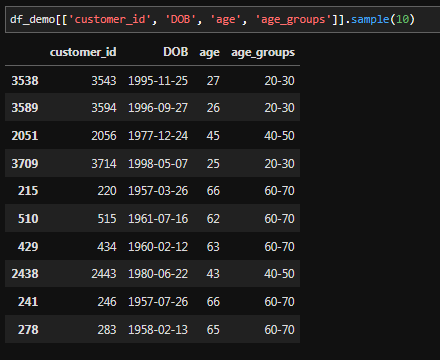 df_demo[['customer_id', 'DOB', 'age', 'age_groups']].sample(10)
customer_id DOB age age_groups
3538 3543 1995-11-25 27 20-30
3589 3594 1996-09-27 26 20-30
2051 2056 1977-12-24 45 40-50
3709 3714 1998-05-07 25 20-30
215 220 1957-03-26 66 60-70
510 515 1961-07-16 62 60-70
429 434 1960-02-12 63 60-70
2438 2443 1980-06-22 43 40-50
241 246 1957-07-26 66 60-70
278 283 1958-02-13 65 60-70